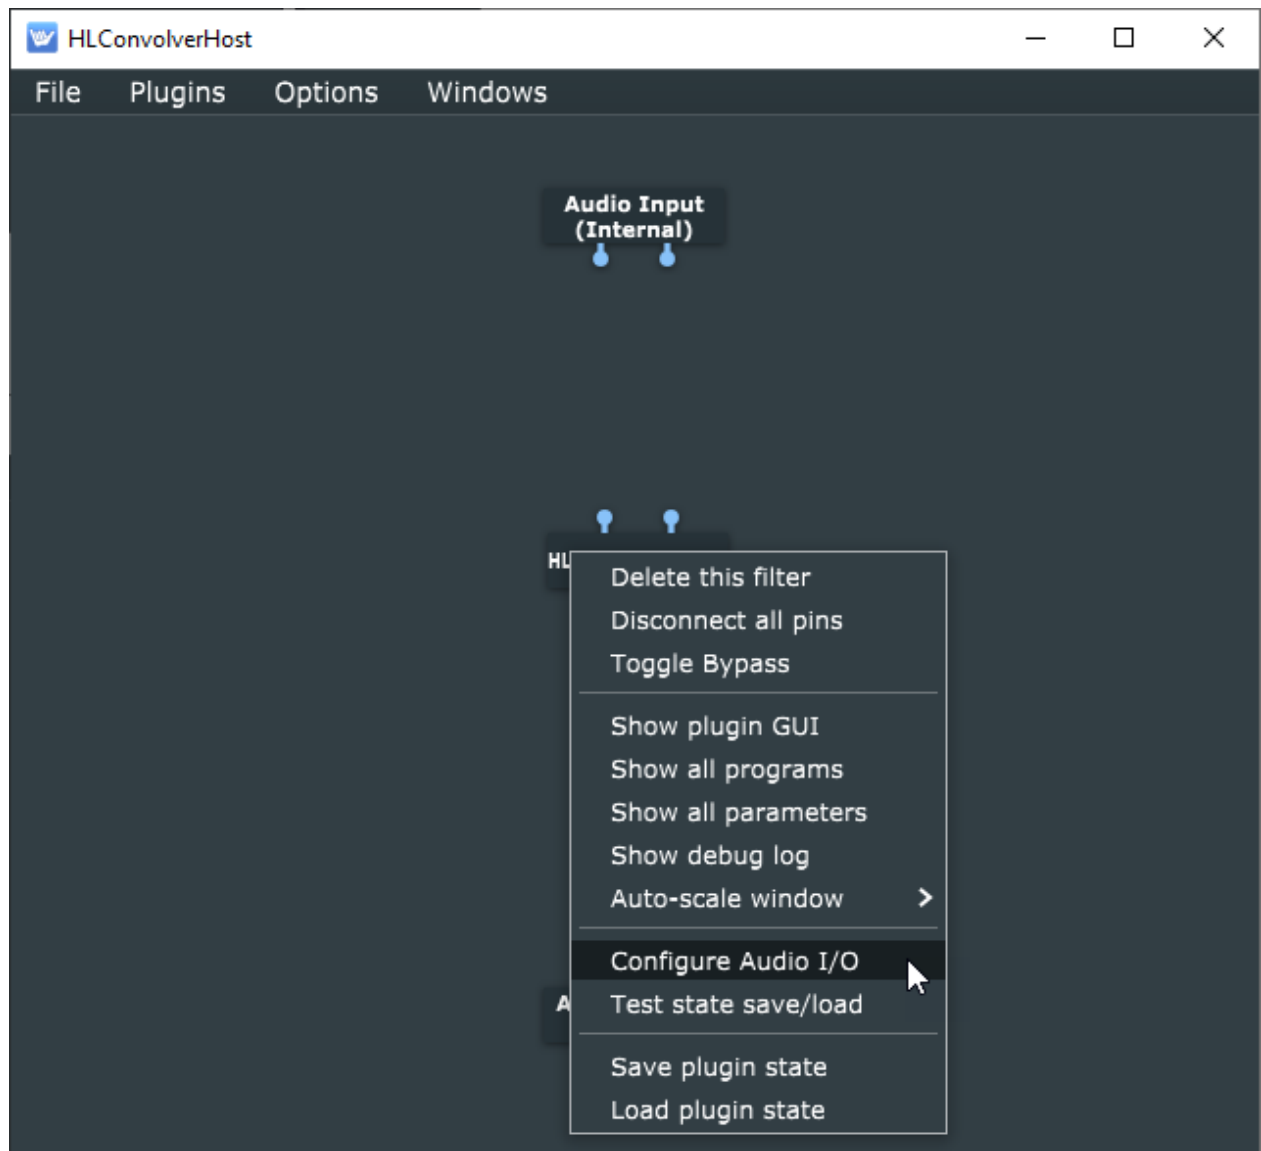 HLConvolverHost
File Plugins Options Windows
Audio Input
(Internal)
HL
Delete this filter
Disconnect all pins
Toggle Bypass
Show plugin GUI
Show all programs
Show all parameters
Show debug log
Auto-scale window
Configure Audio I/O
A
Test state save/load
Save plugin state
Load plugin state